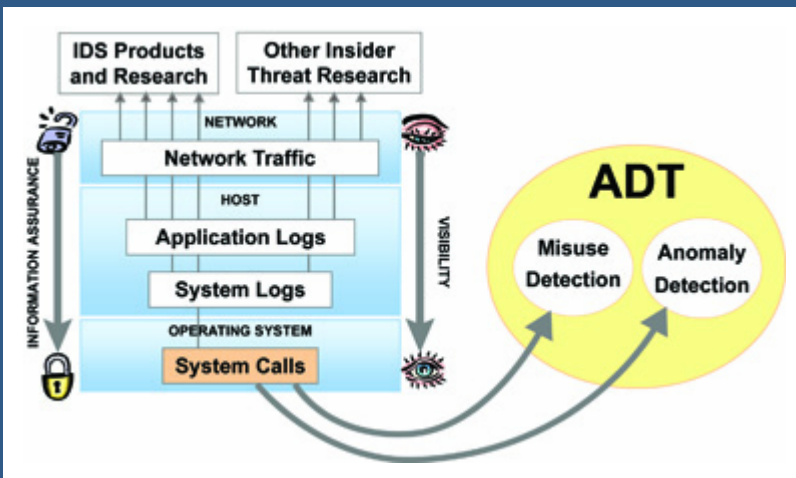 IDS Products
and Research
Other Insider
Threat Research
NETWORK
Network Traffic
HOST
Application Logs
System Logs
OPERATING SYSTEM
System Calls
INFORMATION ASSURANCE
VISIBILITY
ADT
Misuse
Detection
Anomaly
Detection